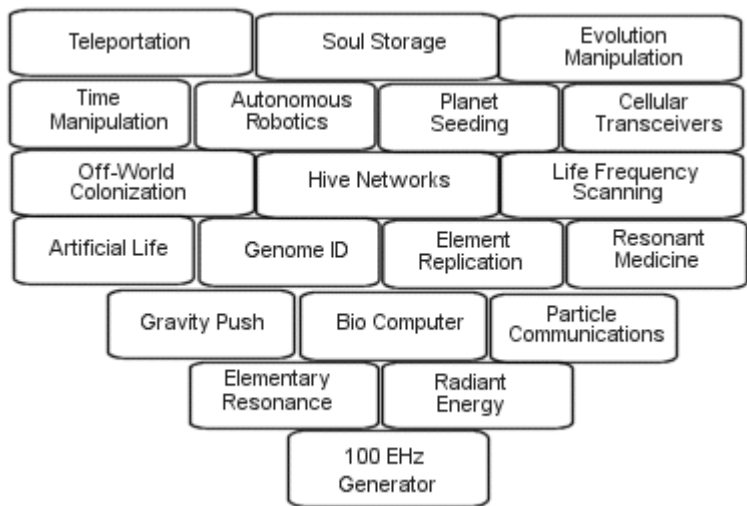 Teleportation
Soul Storage
Evolution
Manipulation
Time
Manipulation
Autonomous
Robotics
Planet
Seeding
Cellular
Transceivers
Off-World
Colonization
Hive Networks
Life Frequency
Scanning
Artificial Life
Genome ID
Element
Replication
Resonant
Medicine
Gravity Push
Bio Computer
Particle
Communications
Elementary
Resonance
Radiant
Energy
100 EHz
Generator